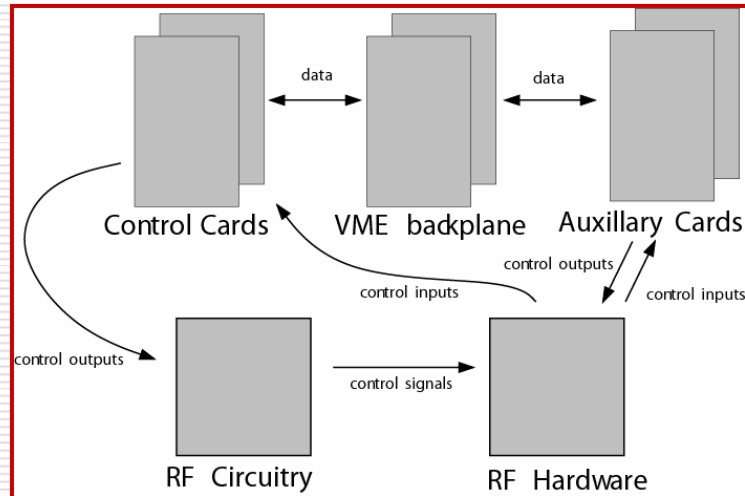 data
data
Control Cards
VME backplane
Auxillary Cards
control outputs
control inputs
control inputs
control outputs
control signals
RF Circuitry
RF Hardware